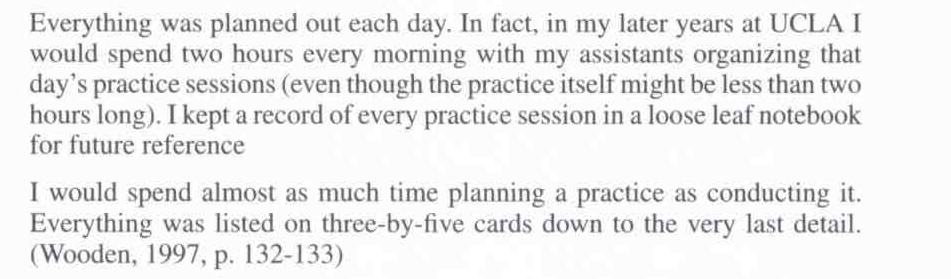 Everything was planned out each day. In fact, in my later years at UCLA I
would spend two hours every morning with my assistants organizing that
day's practice sessions (even though the practice itself might be less than two
hours long). I kept a record of every practice session in a loose leaf notebook
for future reference
I would spend almost as much time planning a practice as conducting it.
Everything was listed on three-by-five cards down to the very last detail.
(Wooden, 1997, p. 132-133)